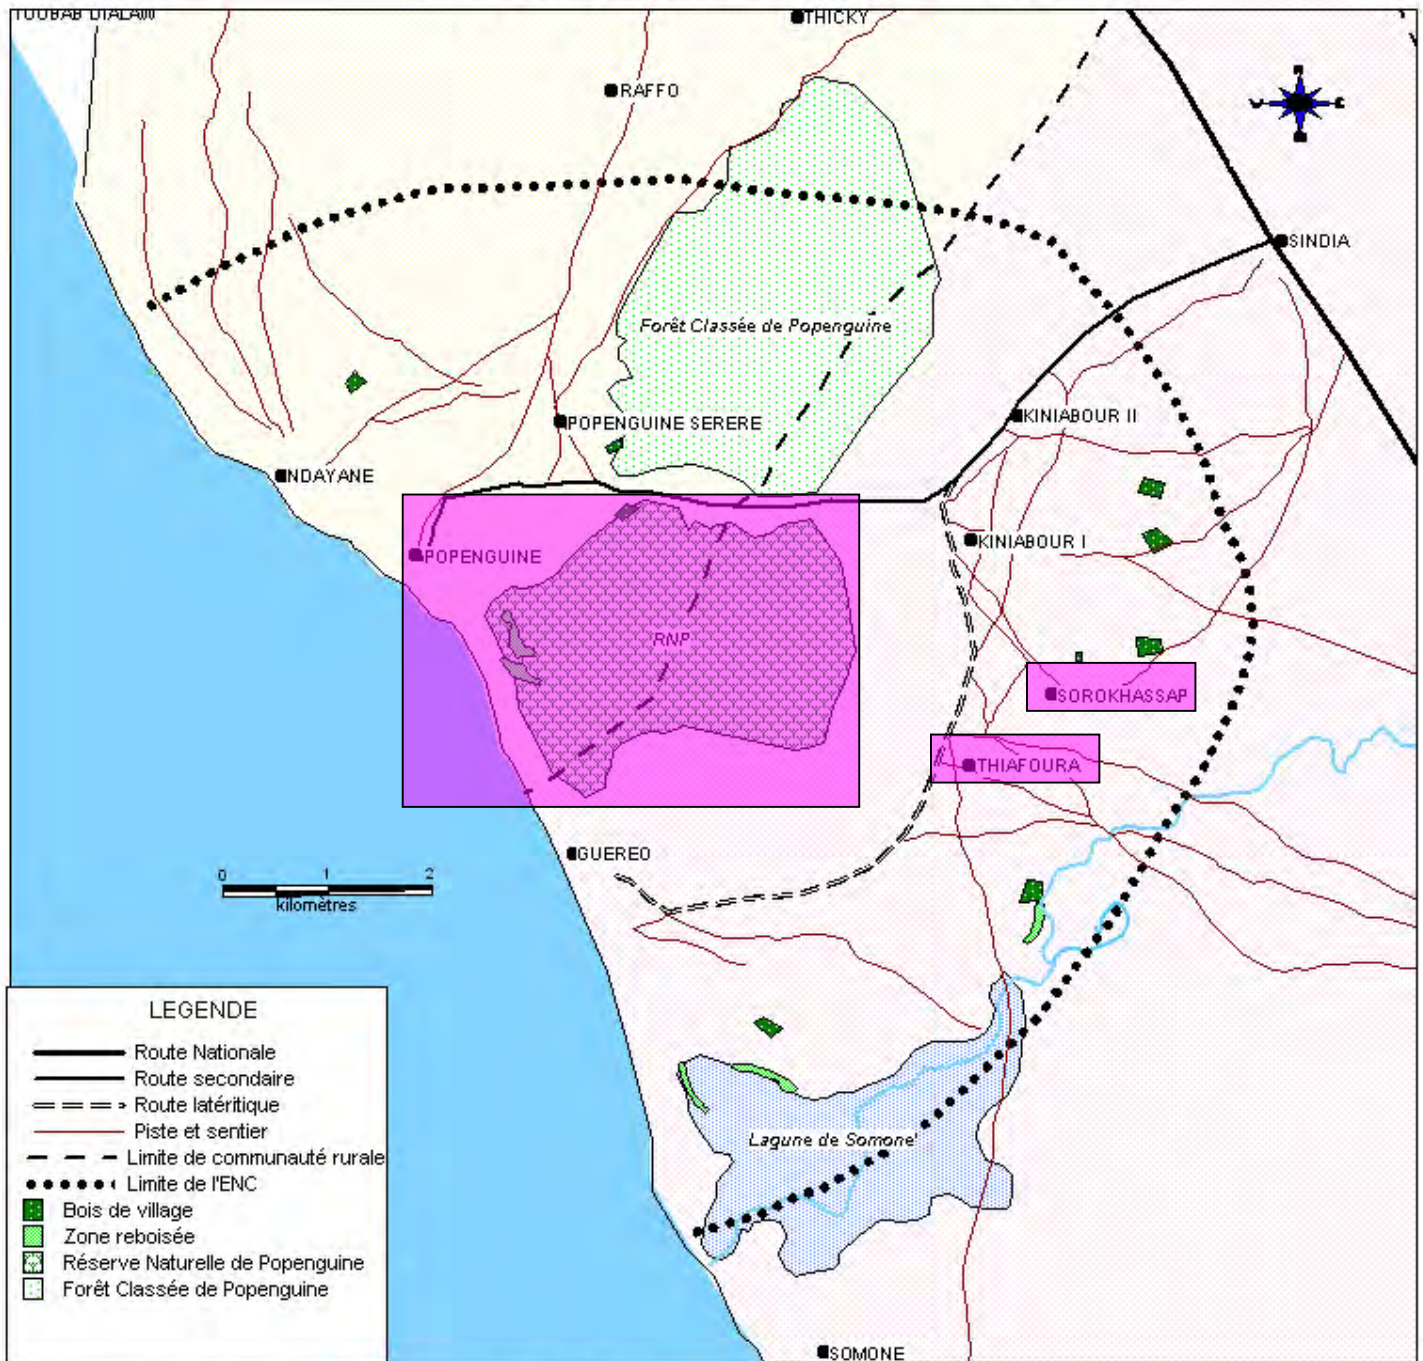 TOUBAB DIALAW
THICKY
RAFFO
SINDIA
Forêt Classée de Popenguine
KINIABOUR II
POPENGUINE SERERE
NDAYANE
KINIABOUR I
POPENGUINE
RNP
SOROKHASSAP
THIAFOURA
GUEREO
0 1 2
kilomètres
LEGENDE
Route Nationale
Route secondaire
Route latéritique
Piste et sentier
Limite de communauté rurale
Limite de l'ENC
Bois de village
Zone reboisée
Réserve Naturelle de Popenguine
Forêt Classée de Popenguine
Lagune de Somone
SOMONE